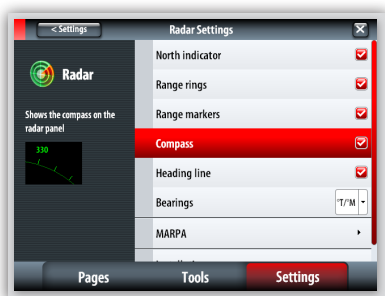 < Settings
Radar Settings
Radar
Shows the compass on the
radar panel
330
North indicator
Range rings
Range markers
Compass
Heading line
Bearings
°T/°M
MARPA
Pages
Tools
Settings